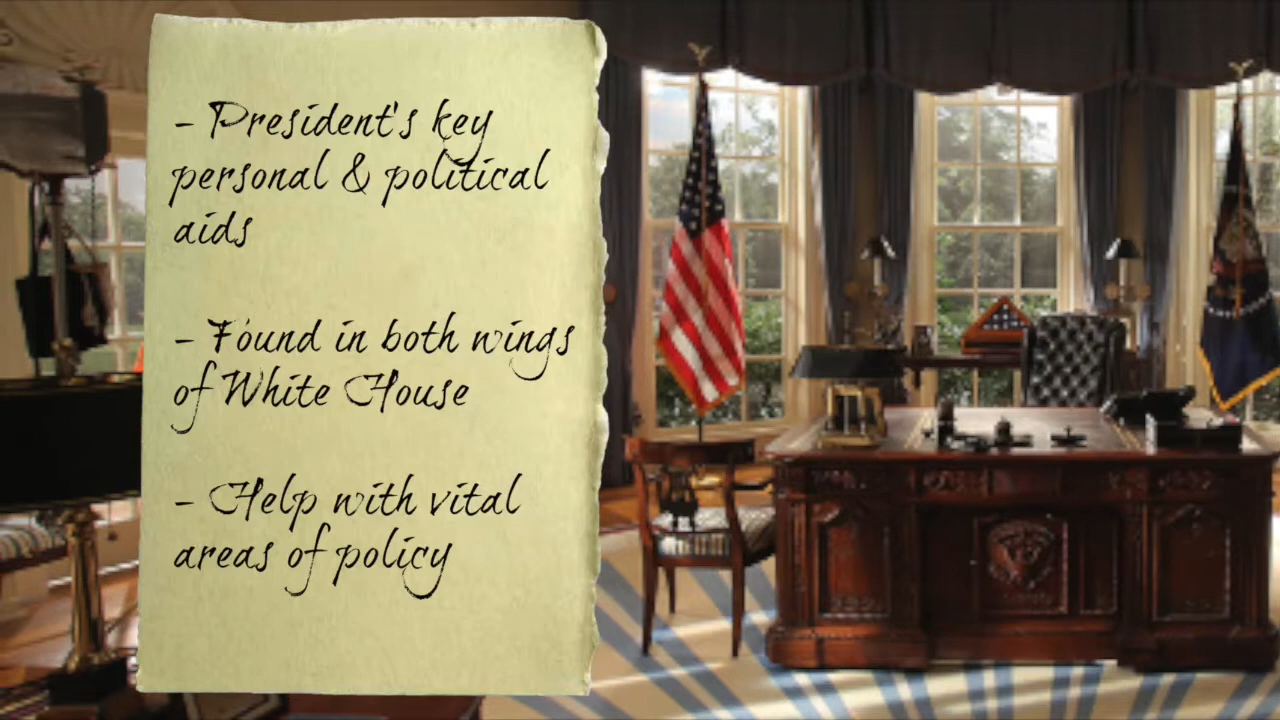 - President's key
personal & political
aids
- Found in both wings
of White House
- Help with vital
areas of policy